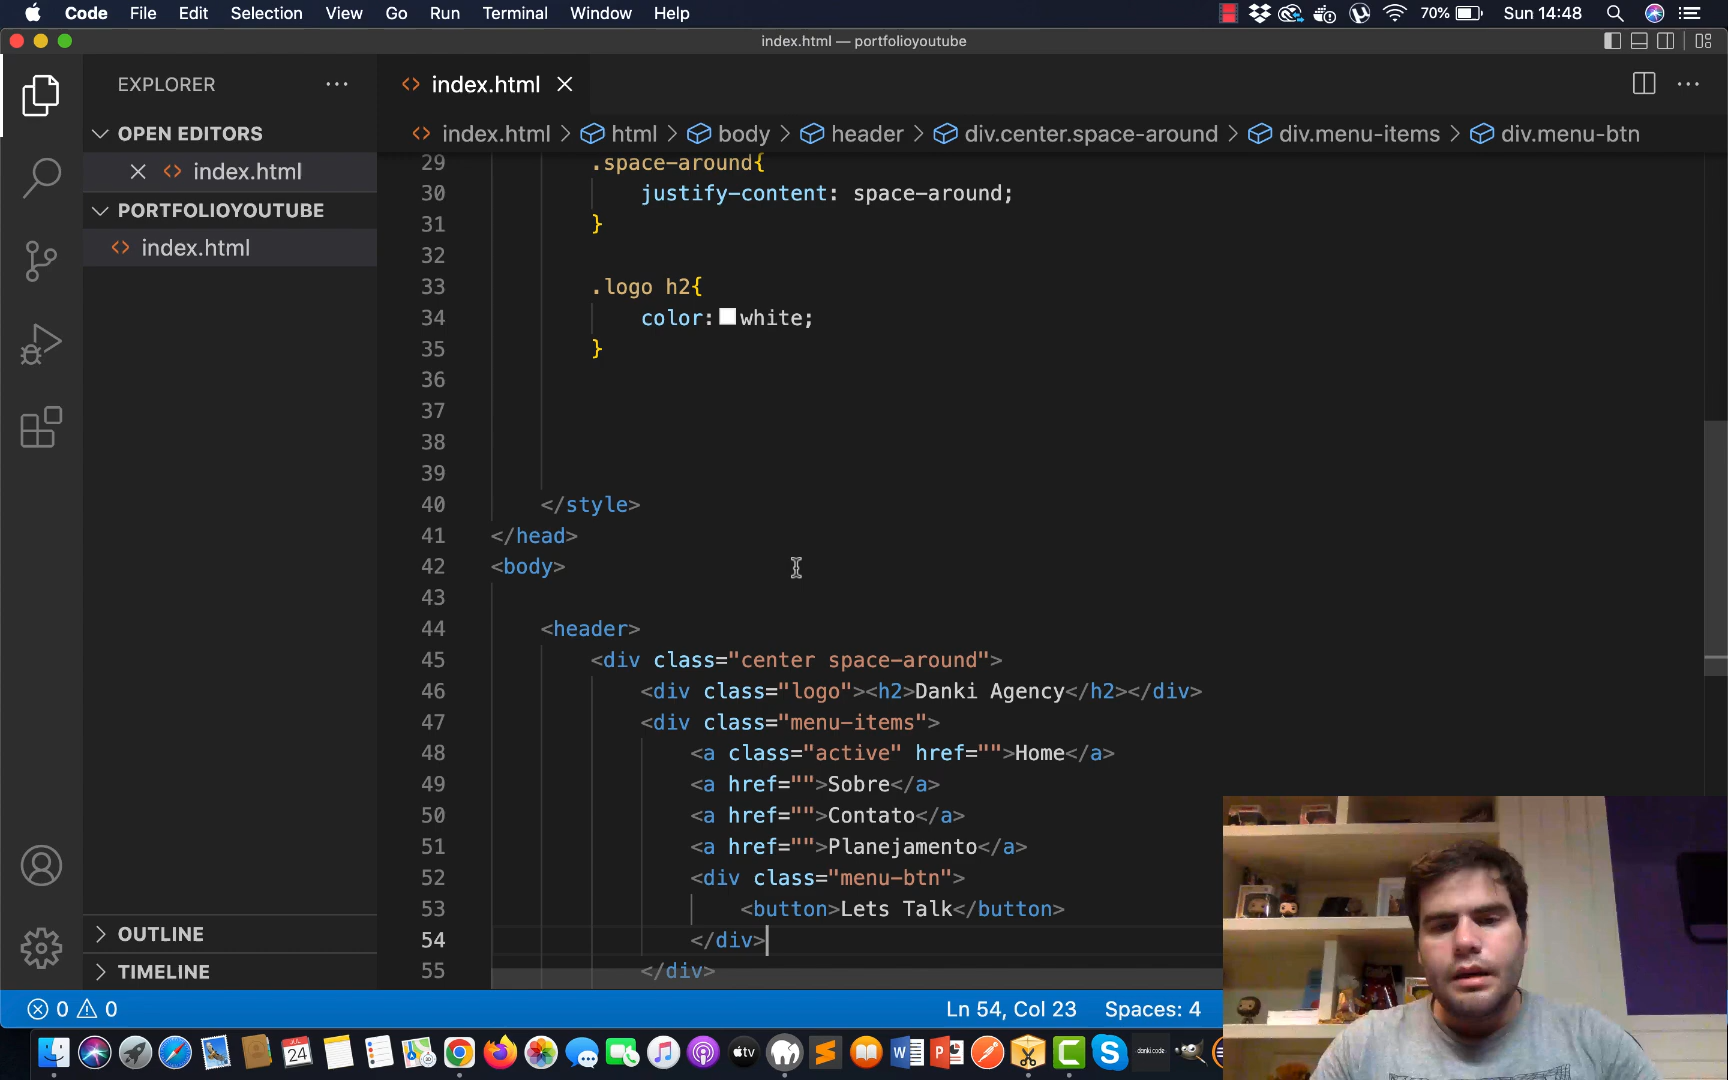 Code File Edit Selection View Go Run Terminal Window Help 70% Sun 14:48
index.html — portfolioyoutube
EXPLORER
index.html
OPEN EDITORS
index.html > html > body > header > div.center.space-around > div.menu-items > div.menu-btn
index.html
PORTFOLIOYOUTUBE
index.html
29 .space-around{
30 justify-content: space-around;
31 }
32
33 .logo h2{
34 color: white;
35 }
36
37
38
39
40 </style>
41 </head>
42 <body>
43
44 <header>
45 <div class="center space-around">
46 <div class="logo"><h2>Danki Agency</h2></div>
47 <div class="menu-items">
48 <a class="active" href="">Home</a>
49 <a href="">Sobre</a>
50 <a href="">Contato</a>
51 <a href="">Planejamento</a>
52 <div class="menu-btn">
53 <button>Lets Talk</button>
54 </div>
55 </div>
OUTLINE
TIMELINE
0 0 Ln 54, Col 23 Spaces: 4
24 tv W P S danki code